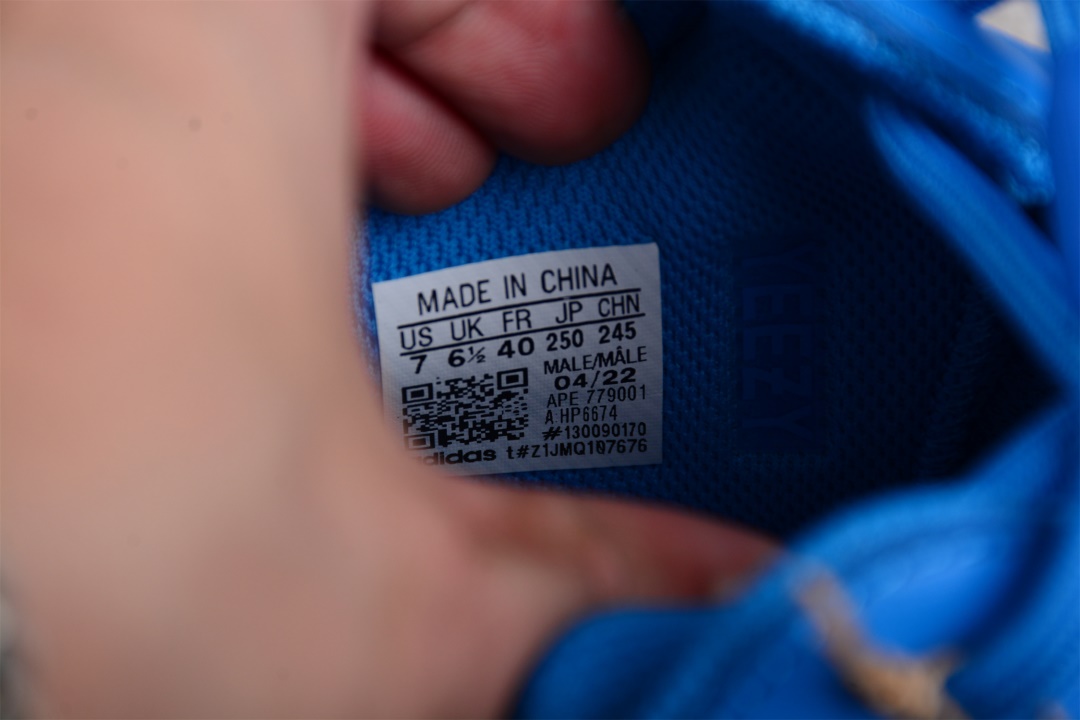 MADE IN CHINA
US UK FR JP CHN
7 6½ 40 250 245
MALE/MÂLE
04/22
APE 779001
A HP6674
#130090170
adidas t#Z1JMQ107676
YEEZY